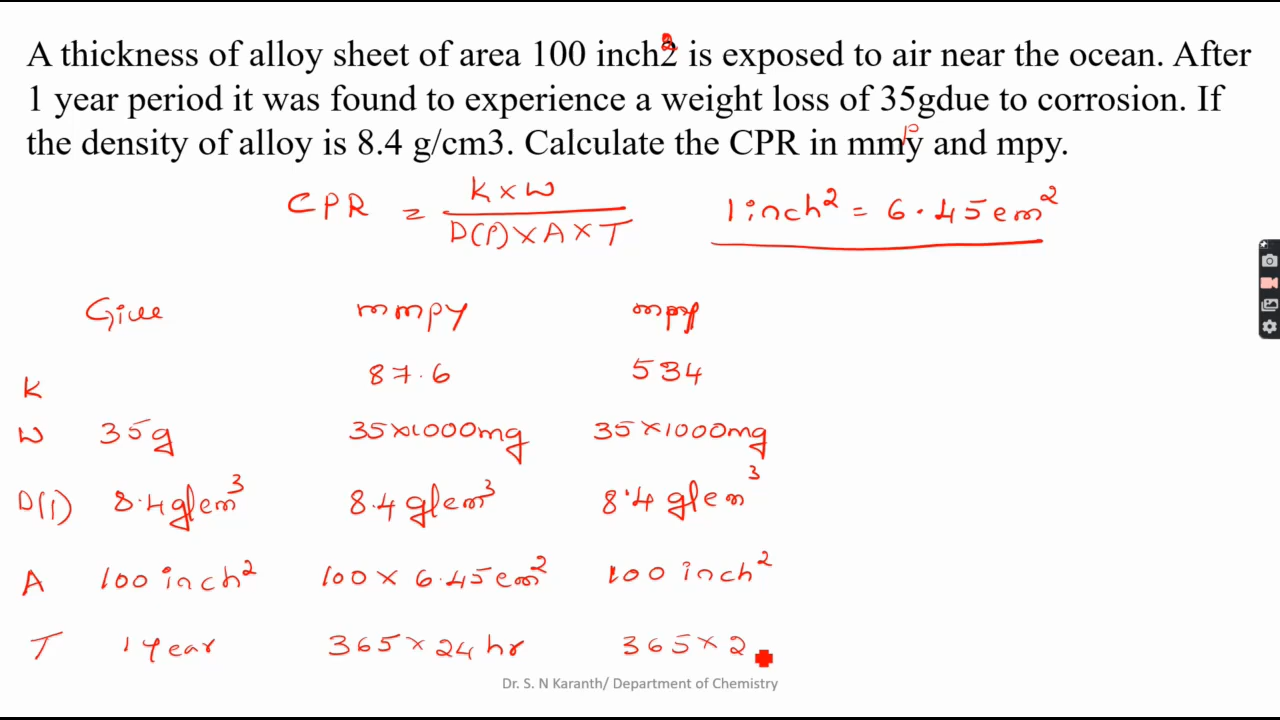 A thickness of alloy sheet of area 100 inch2 is exposed to air near the ocean. After
1 year period it was found to experience a weight loss of 35gdue to corrosion. If
the density of alloy is 8.4 g/cm3. Calculate the CPR in mmpy and mpy.
CPR = K×W / D(ρ)×A×T 1 inch² = 6.45 cm²
Give mmpy mpy
K 87.6 534
W 35g 35×1000mg 35×1000mg
D(ρ) 8.4 g/cm³ 8.4 g/cm³ 8.4 g/cm³
A 100 inch² 100 × 6.45cm² 100 inch²
T 1 year 365×24 hr 365×2
Dr. S. N Karanth/ Department of Chemistry